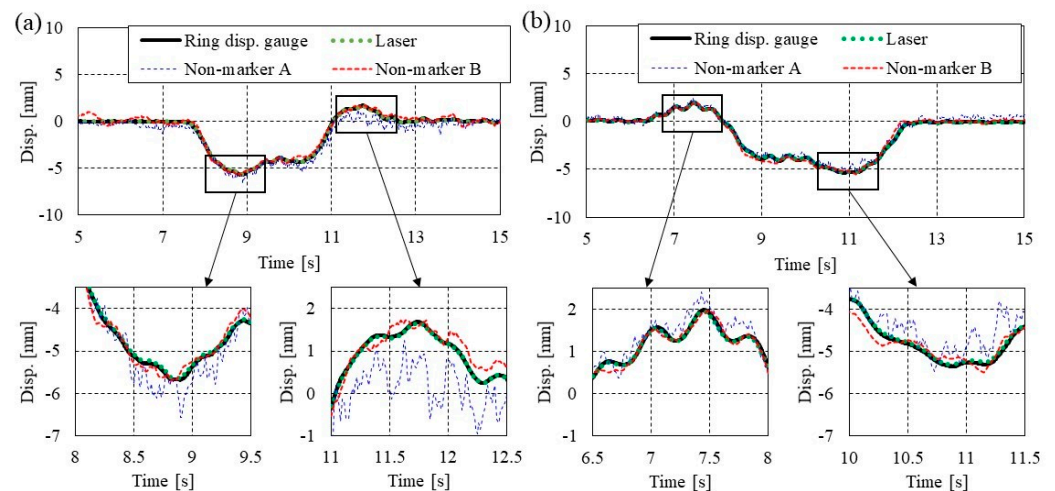 (a)
Ring disp. gauge Laser
Non-marker A Non-marker B
Disp. [mm]
10
5
0
-5
-10
5 7 9 11 13 15
Time [s]
Disp. [mm]
-4
-5
-6
-7
8 8.5 9 9.5
Time [s]
Disp. [mm]
2
1
0
-1
11 11.5 12 12.5
Time [s]
(b)
Ring disp. gauge Laser
Non-marker A Non-marker B
Disp. [mm]
10
5
0
-5
-10
5 7 9 11 13 15
Time [s]
Disp. [mm]
2
1
0
-1
6.5 7 7.5 8
Time [s]
Disp. [mm]
-4
-5
-6
-7
10 10.5 11 11.5
Time [s]